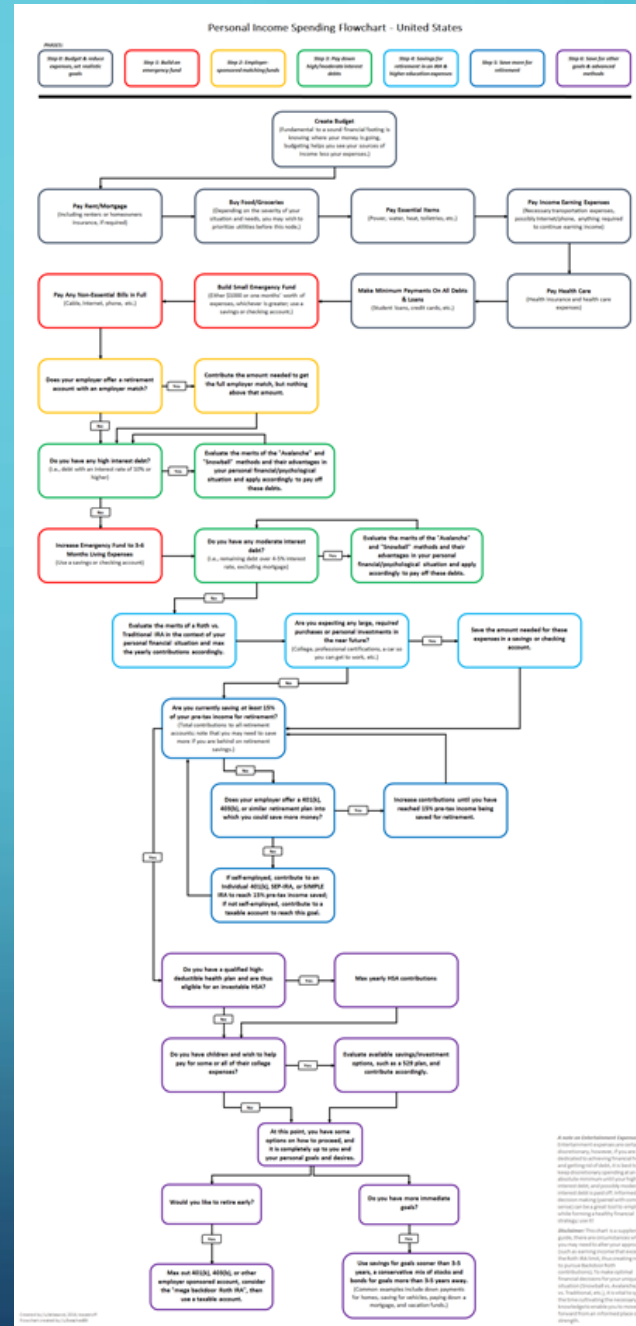 Personal Income Spending Flowchart - United States
PHASES:
Step 0: Budget & reduce
expenses, set realistic
goals
Step 1: Build an
emergency fund
Step 2: Employer-
sponsored matching funds
Step 3: Pay down
high/moderate interest
debts
Step 4: Savings for
retirement in an IRA &
higher education expenses
Step 5: Save more for
retirement
Step 6: Save for other
goals & advanced
methods
Create Budget
(Fundamental to a sound financial footing is
knowing where your money is going,
budgeting helps you see your sources of
income less your expenses.)
Pay Rent/Mortgage
(Including renters or homeowners
insurance, if required)
Buy Food/Groceries
(Depending on the severity of your
situation and needs, you may wish to
prioritize utilities before this node.)
Pay Essential Items
(Power, water, heat, toiletries, etc.)
Pay Income Earning Expenses
(Necessary transportation expenses,
possibly internet/phone, anything required
to continue earning income)
Pay Any Non-Essential Bills in Full
(Cable, Internet, phone, etc.)
Build Small Emergency Fund
(Either $1000 or one months' worth of
expenses, whichever is greater; use a
savings or checking account.)
Make Minimum Payments On All Debts
& Loans
(Student loans, credit cards, etc.)
Pay Health Care
(Health insurance and health care
expenses)
Does your employer offer a retirement
account with an employer match?
Yes
Contribute the amount needed to get
the full employer match, but nothing
above that amount.
No
Do you have any high interest debt?
(i.e., debt with an interest rate of 10% or
higher)
Yes
Evaluate the merits of the "Avalanche" and
"Snowball" methods and their advantages in
your personal financial/psychological
situation and apply accordingly to pay off
these debts.
No
Increase Emergency Fund to 3-6
Months Living Expenses
(Use a savings or checking account)
Do you have any moderate interest
debt?
(i.e., remaining debt over 4-5% interest
rate, excluding mortgage)
Yes
Evaluate the merits of the "Avalanche"
and "Snowball" methods and their
advantages in your personal
financial/psychological situation and apply
accordingly to pay off these debts.
No
Evaluate the merits of a Roth vs.
Traditional IRA in the context of your
personal financial situation and max
the yearly contributions accordingly.
Are you expecting any large, required
purchases or personal investments in
the near future?
(College, professional certifications, a car so
you can get to work, etc.)
Yes
Save the amount needed for these
expenses in a savings or checking
account.
No
Are you currently saving at least 15%
of your pre-tax income for retirement?
(Total contributions to all retirement
accounts; note that you may need to save
more if you are behind on retirement
savings.)
No
Does your employer offer a 401(k),
403(b), or similar retirement plan into
which you could save more money?
Yes
Increase contributions until you have
reached 15% pre-tax income being
saved for retirement.
Yes
No
If self-employed, contribute to an
Individual 401(k), SEP-IRA, or SIMPLE
IRA to reach 15% pre-tax income saved;
If not self-employed, contribute to a
taxable account to reach this goal.
Do you have a qualified high-
deductible health plan and are thus
eligible for an investable HSA?
Yes
Max yearly HSA contributions
No
Do you have children and wish to help
pay for some or all of their college
expenses?
Yes
Evaluate available savings/investment
options, such as a 529 plan, and
contribute accordingly.
No
At this point, you have some
options on how to proceed, and
it is completely up to you and
your personal goals and desires.
Would you like to retire early?
Do you have more immediate
goals?
Yes
Yes
Max out 401(k), 403(b), or other
employer sponsored account, consider
the "mega backdoor Roth IRA", then
use a taxable account.
Use savings for goals sooner than 3-5
years, a conservative mix of stocks and
bonds for goals more than 3-5 years away.
(Common examples include down payments
for homes, saving for vehicles, paying down a
mortgage, and vacation funds.)